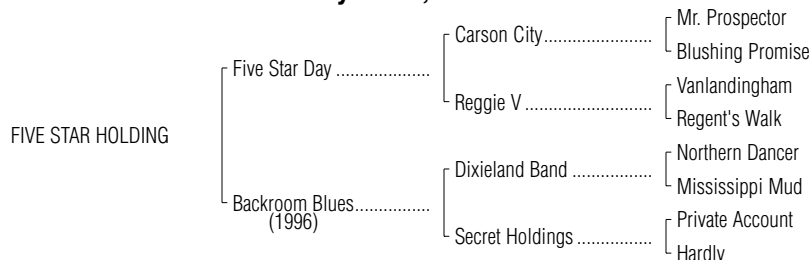 Carson City
Mr. Prospector
Blushing Promise
Five Star Day
Reggie V
Vanlandingham
Regent's Walk
FIVE STAR HOLDING
Dixieland Band
Northern Dancer
Mississippi Mud
Backroom Blues
(1996)
Secret Holdings
Private Account
Hardly